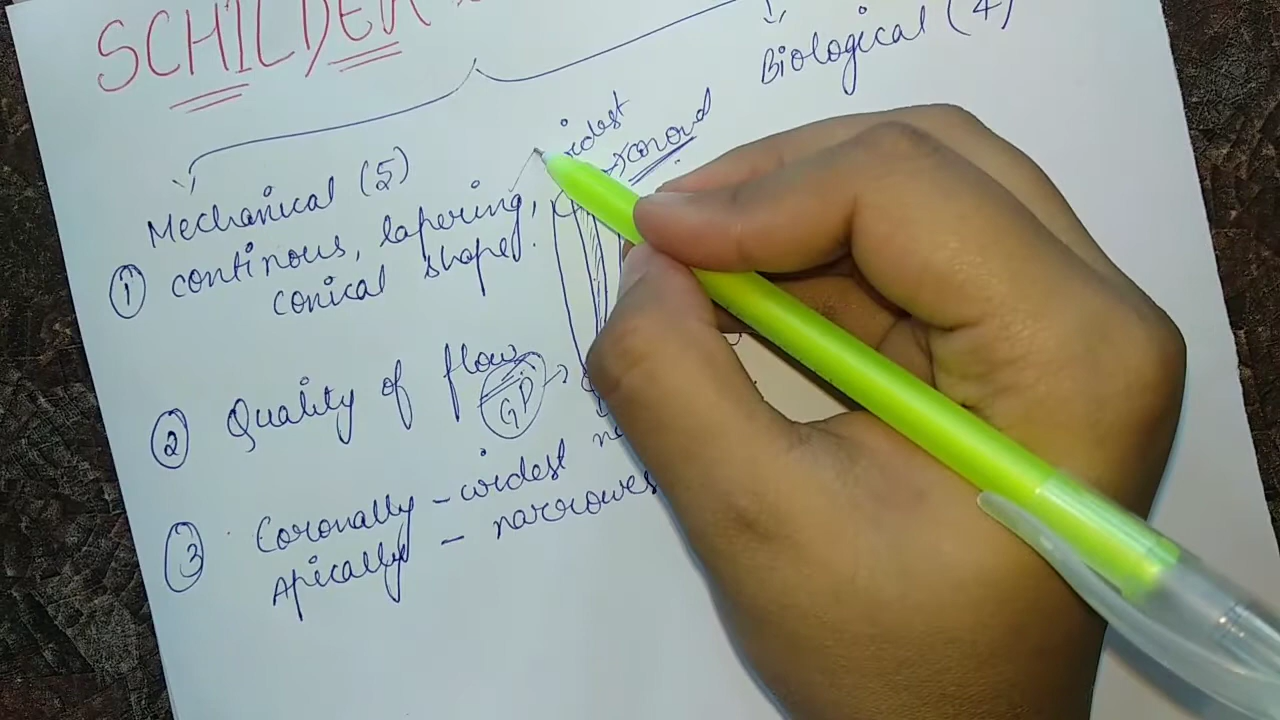 SCHILDER
Mechanical (5)
Biological (4)
① continous, tapering,
conical shape.
coronal
② Quality of flow
GP
③ Coronally - widest
Apically - narrowes